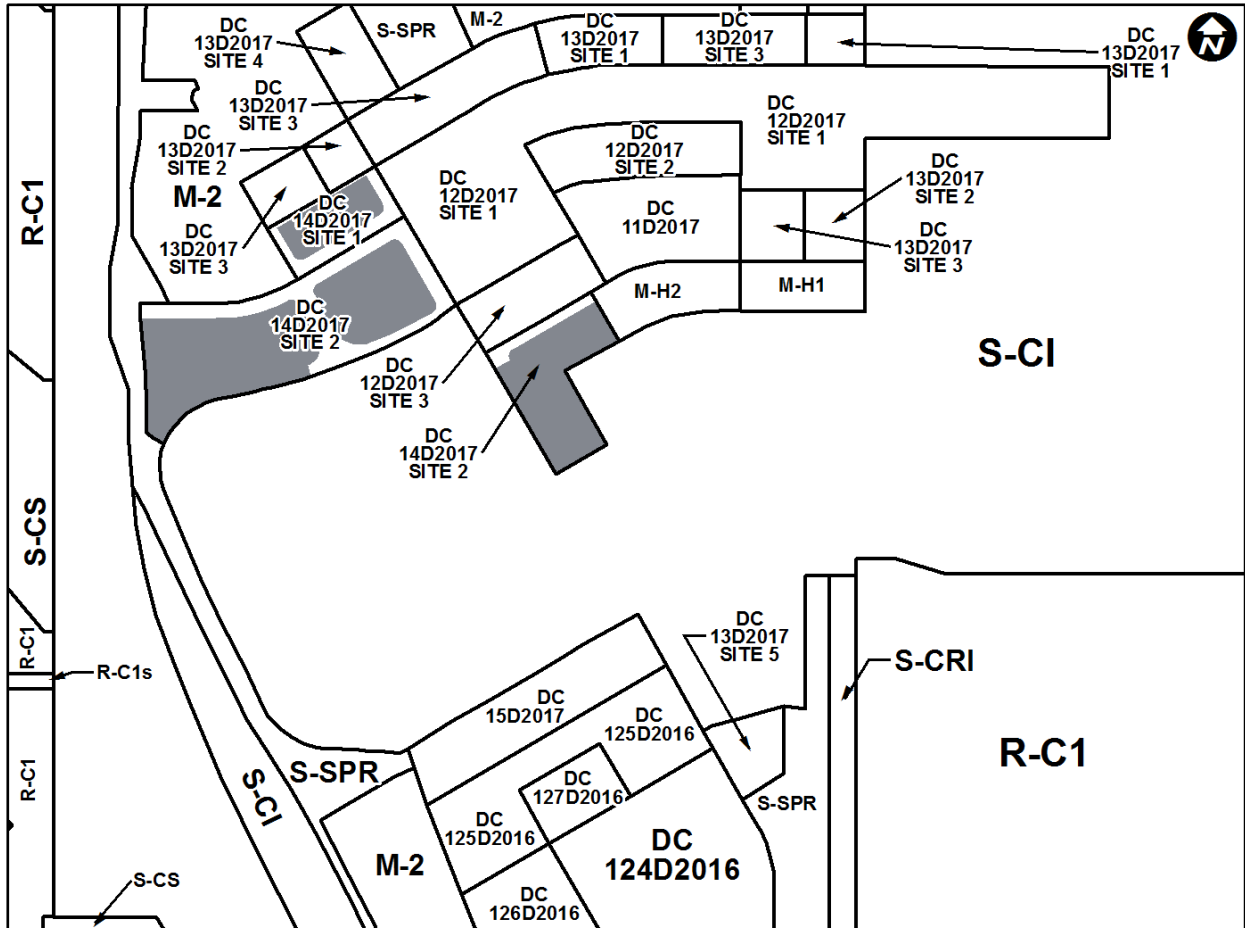 DC
13D2017
SITE 4
S-SPR
M-2
DC
13D2017
SITE 1
DC
13D2017
SITE 3
DC
13D2017
SITE 1
N
DC
13D2017
SITE 3
DC
12D2017
SITE 1
DC
13D2017
SITE 2
DC
12D2017
SITE 2
DC
13D2017
SITE 2
R-C1
M-2
DC
14D2017
SITE 1
DC
12D2017
SITE 1
DC
11D2017
DC
13D2017
SITE 3
DC
13D2017
SITE 3
M-H2
M-H1
DC
14D2017
SITE 2
S-CI
DC
12D2017
SITE 3
DC
14D2017
SITE 2
S-CS
R-C1
R-C1s
DC
13D2017
SITE 5
S-CRI
DC
15D2017
DC
125D2016
R-C1
R-C1
S-CI
S-SPR
DC
127D2016
S-SPR
DC
125D2016
M-2
DC
124D2016
S-CS
DC
126D2016